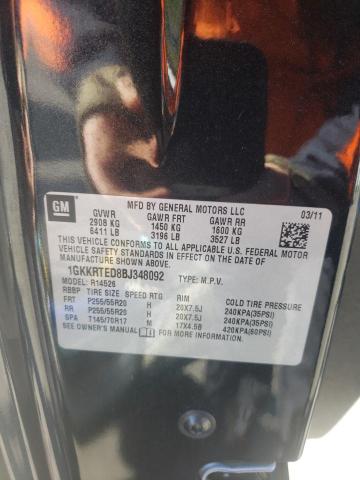 GM
MFD BY GENERAL MOTORS LLC 03/11
GVWR GAWR FRT GAWR RR
2908 KG 1450 KG 1600 KG
6411 LB 3196 LB 3527 LB
THIS VEHICLE CONFORMS TO ALL APPLICABLE U.S. FEDERAL MOTOR
VEHICLE SAFETY STANDARDS IN EFFECT ON THE DATE OF
MANUFACTURE SHOWN ABOVE.
1GKKRTED8BJ348092 TYPE: M.P.V.
MODEL: R14526
RBBP TIRE SIZE SPEED RTG RIM COLD TIRE PRESSURE
FRT P255/55R20 H 20X7.5J 240KPA(35PSI)
RR P255/55R20 H 20X7.5J 240KPA(35PSI)
SPA T145/70R17 M 17X4.5B 420KPA(60PSI)
SEE OWNER'S MANUAL FOR MORE INFORMATION.